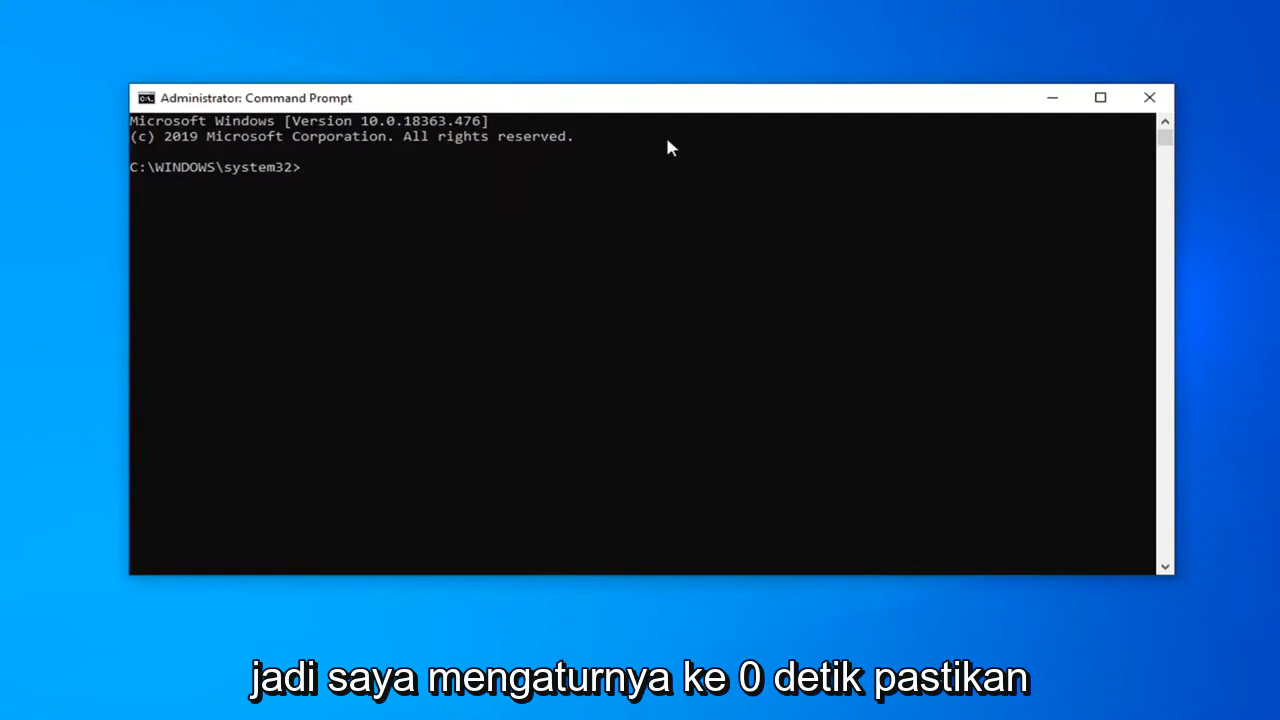 Administrator: Command Prompt
Microsoft Windows [Version 10.0.18363.476]
(c) 2019 Microsoft Corporation. All rights reserved.
C:\WINDOWS\system32>
jadi saya mengaturnya ke 0 detik pastikan